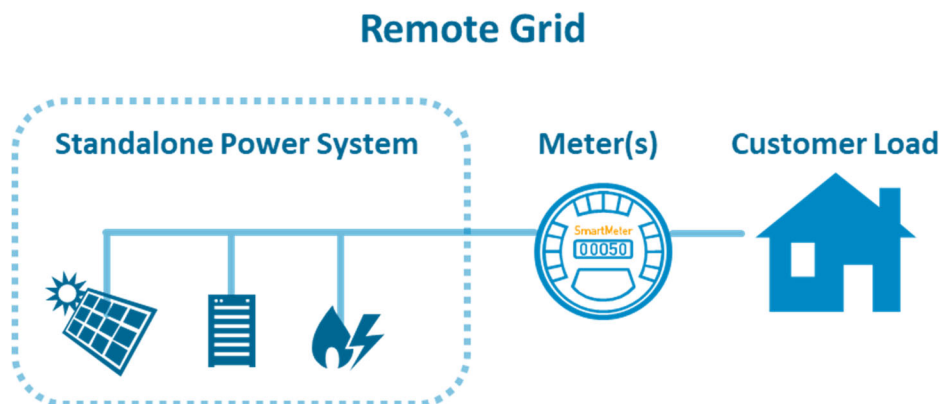 Remote Grid
Standalone Power System
Meter(s)
Customer Load
SmartMeter
00050